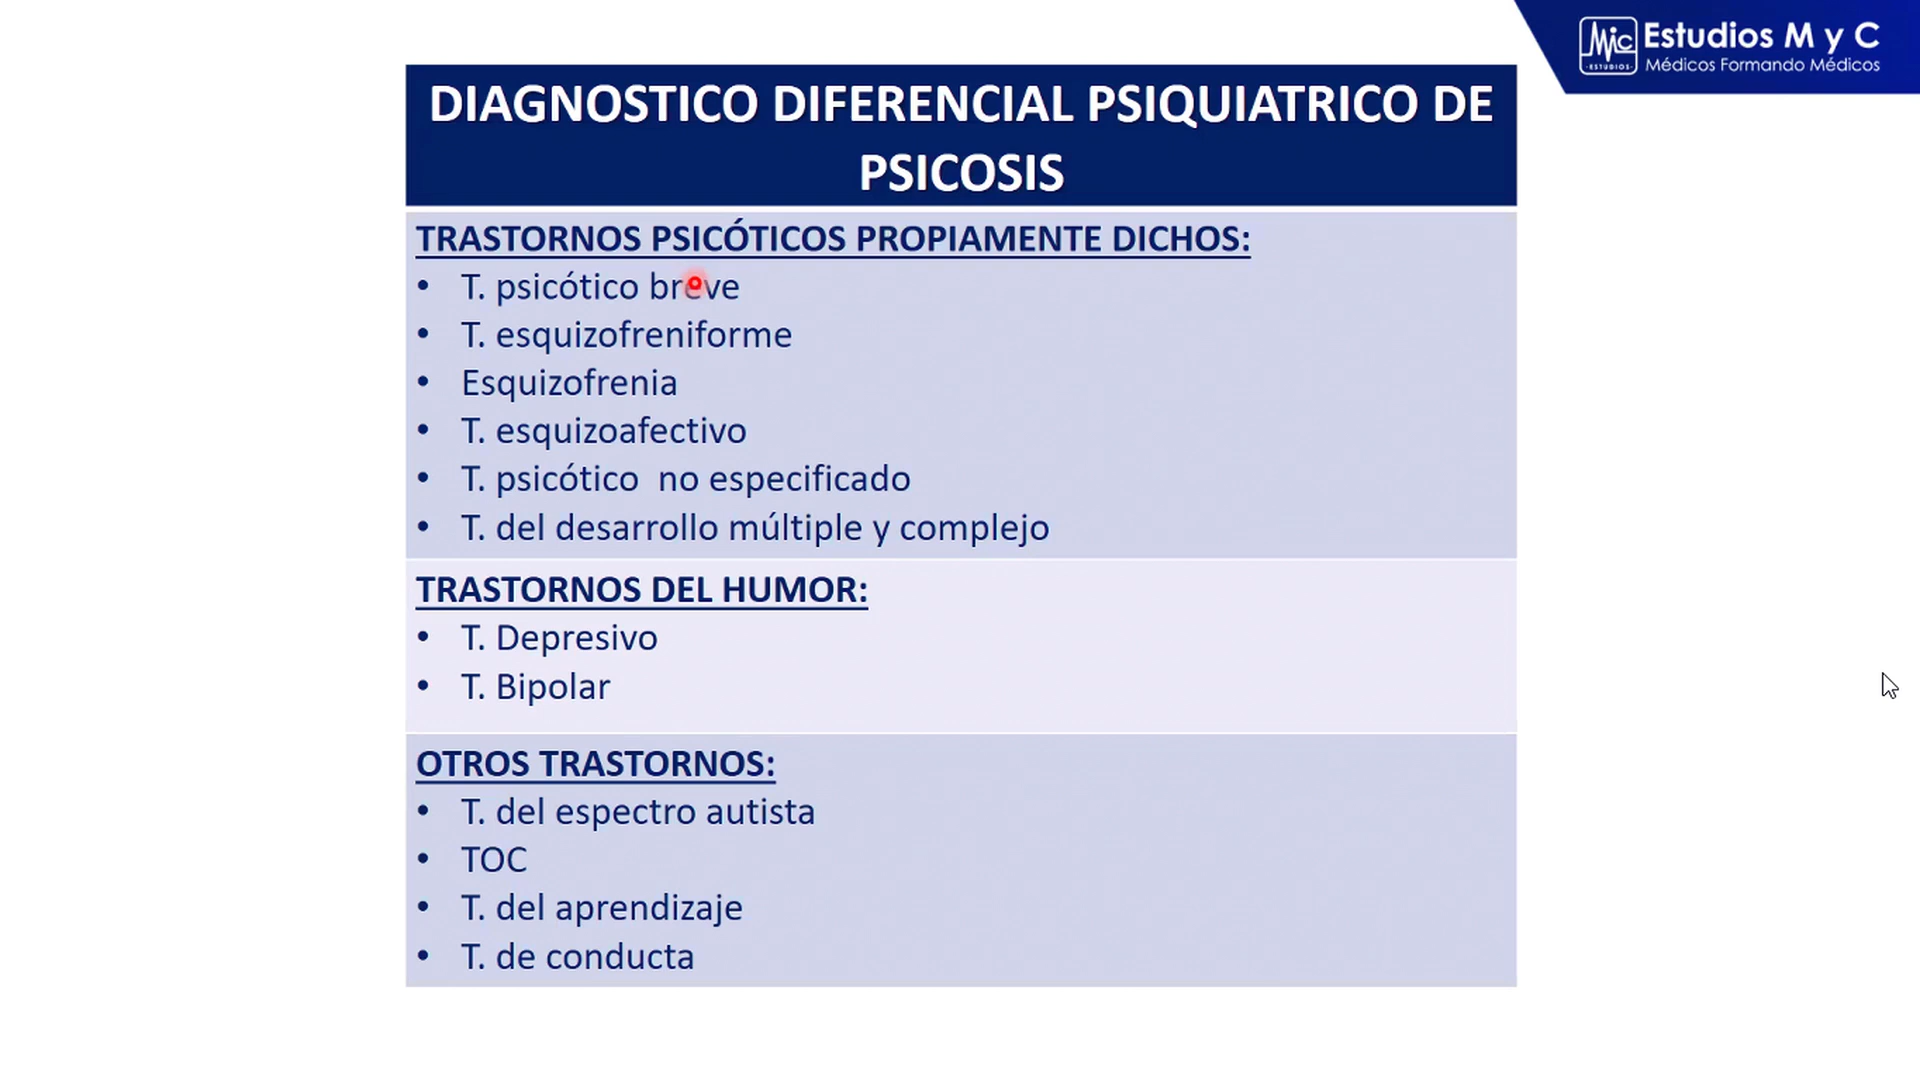 Estudios M y C
Médicos Formando Médicos
MyC
·ESTUDIOS·
DIAGNOSTICO DIFERENCIAL PSIQUIATRICO DE
PSICOSIS
TRASTORNOS PSICÓTICOS PROPIAMENTE DICHOS:
• T. psicótico breve
• T. esquizofreniforme
• Esquizofrenia
• T. esquizoafectivo
• T. psicótico  no especificado
• T. del desarrollo múltiple y complejo
TRASTORNOS DEL HUMOR:
• T. Depresivo
• T. Bipolar
OTROS TRASTORNOS:
• T. del espectro autista
• TOC
• T. del aprendizaje
• T. de conducta